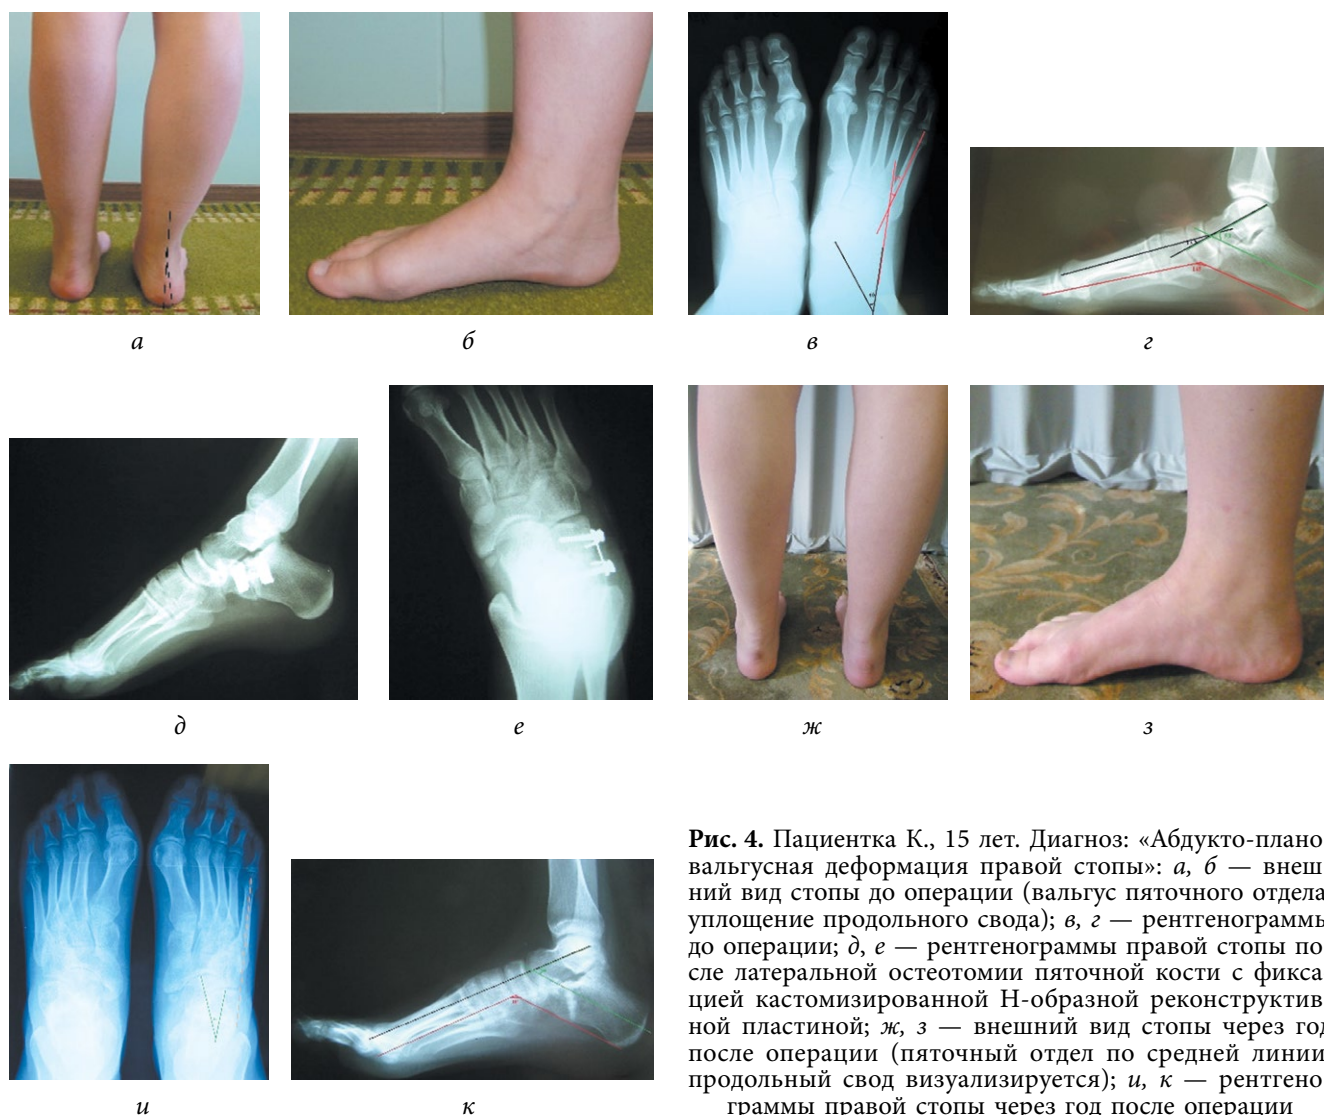 а
б
в
г
д
е
ж
з
и
к
Рис. 4. Пациентка К., 15 лет. Диагноз: «Абдукто-плано-
вальгусная деформация правой стопы»: а, б — внеш-
ний вид стопы до операции (вальгус пяточного отдела,
уплощение продольного свода); в, г — рентгенограммы
до операции; д, е — рентгенограммы правой стопы по-
сле латеральной остеотомии пяточной кости с фикса-
цией кастомизированной Н-образной реконструктив-
ной пластиной; ж, з — внешний вид стопы через год
после операции (пяточный отдел по средней линии,
продольный свод визуализируется); и, к — рентгено-
граммы правой стопы через год после операции